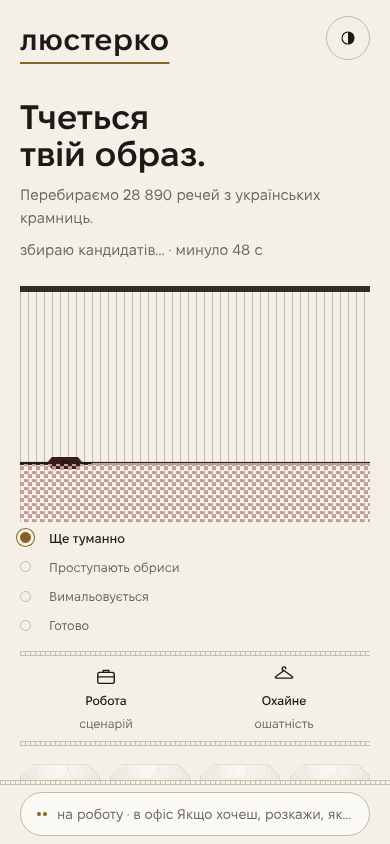 люстерко
Тчеться
твій образ.
Перебираємо 28 890 речей з українських
крамниць.
збираю кандидатів... · минуло 48 с
Ще туманно
Проступають обриси
Вимальовується
Готово
Робота
Охайне
сценарій
ошатність
на роботу · в офіс Якщо хочеш, розкажи, як...